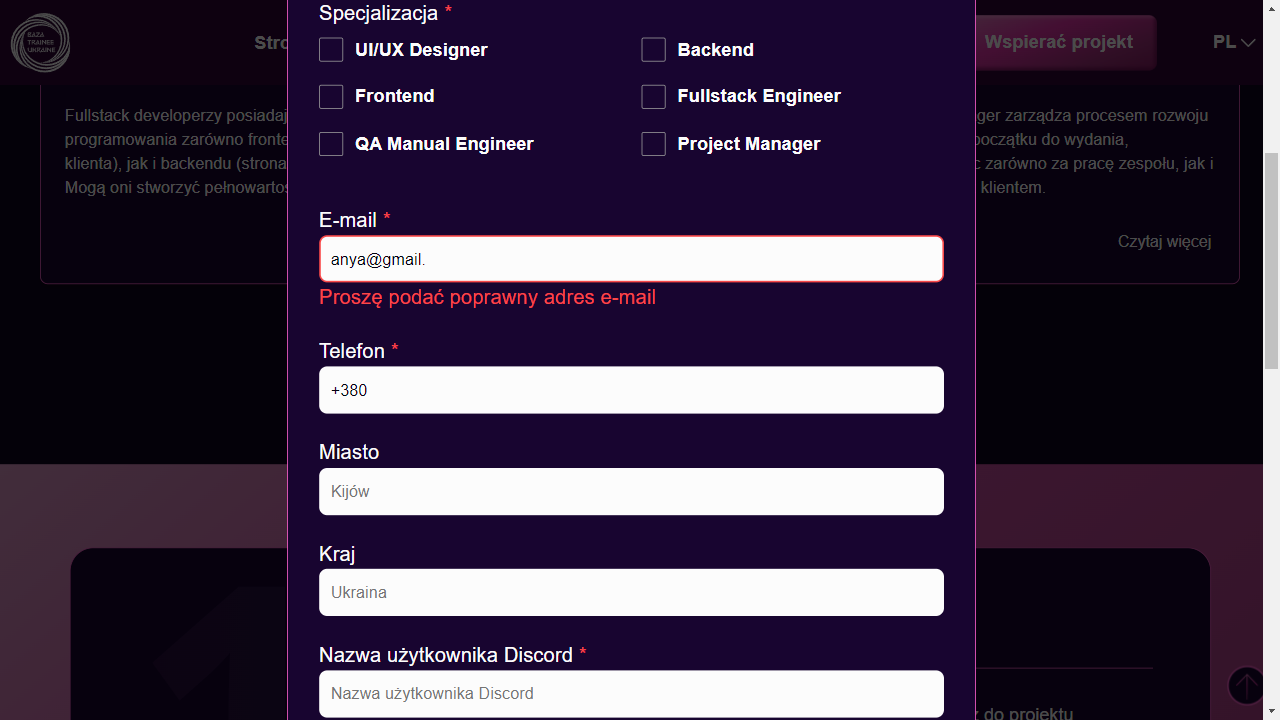 Specjalizacja *
BAZA
TRAINEE
UKRAINE
Stro
Wspierać projekt
PL
UI/UX Designer
Backend
Frontend
Fullstack Engineer
QA Manual Engineer
Project Manager
Fullstack developerzy posiadaj
programowania zarówno fronte
klienta), jak i backendu (strona
Mogą oni stworzyć pełnowartoś
ger zarządza procesem rozwoju
początku do wydania,
c zarówno za pracę zespołu, jak i
klientem.
Czytaj więcej
E-mail *
anya@gmail.
Proszę podać poprawny adres e-mail
Telefon *
+380
Miasto
Kijów
Kraj
Ukraina
Nazwa użytkownika Discord *
Nazwa użytkownika Discord
1
do projektu